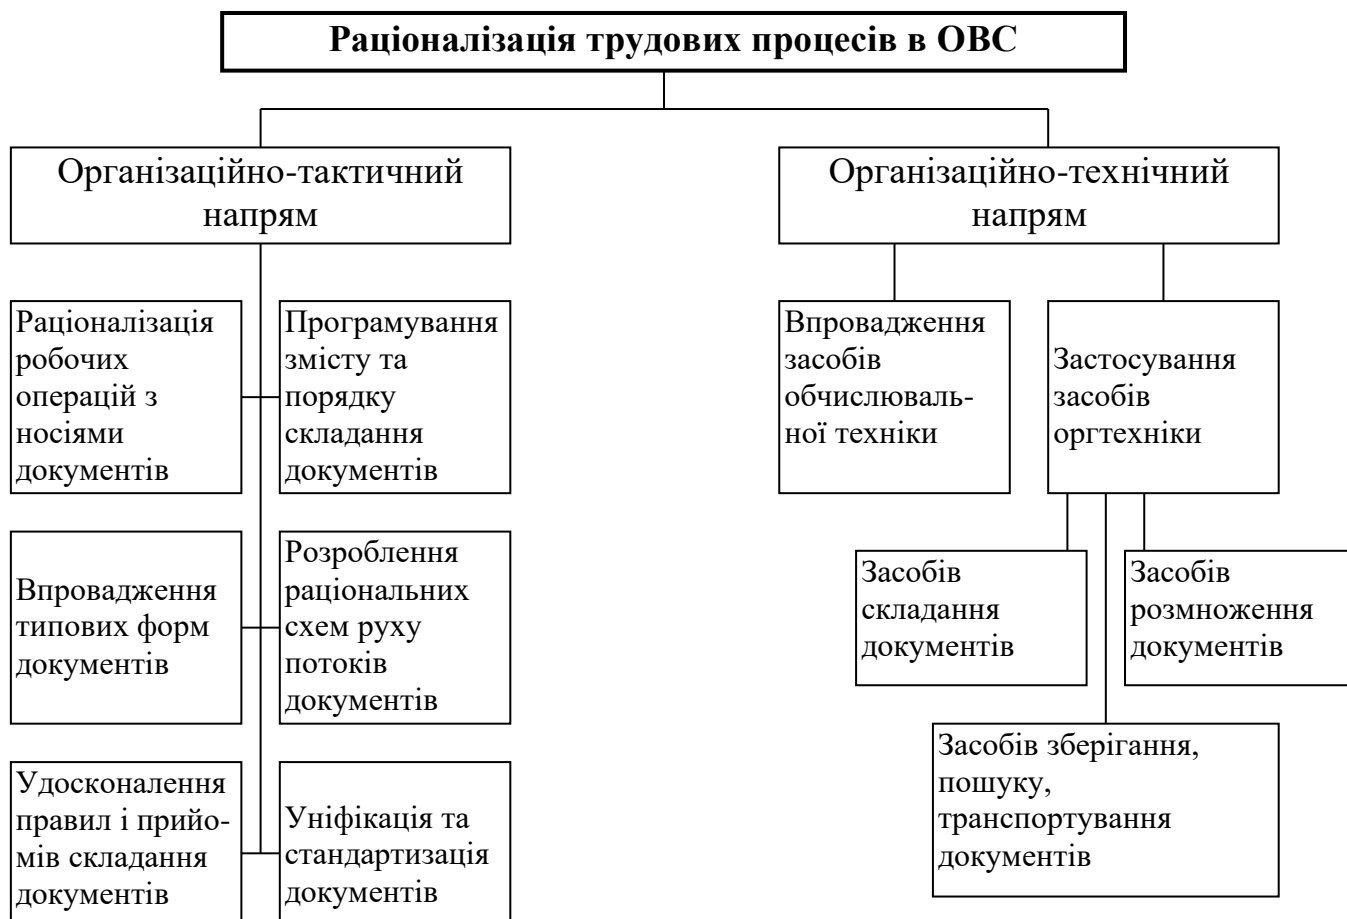 Раціоналізація трудових процесів в ОВС
Організаційно-тактичний
напрям
Організаційно-технічний
напрям
Раціоналізація
робочих
операцій з
носіями
документів
Програмування
змісту та
порядку
складання
документів
Впровадження
засобів
обчислюваль-
ної техніки
Застосування
засобів
оргтехніки
Впровадження
типових форм
документів
Розроблення
раціональних
схем руху
потоків
документів
Засобів
складання
документів
Засобів
розмноження
документів
Удосконалення
правил і прийо-
мів складання
документів
Уніфікація та
стандартизація
документів
Засобів зберігання,
пошуку,
транспортування
документів